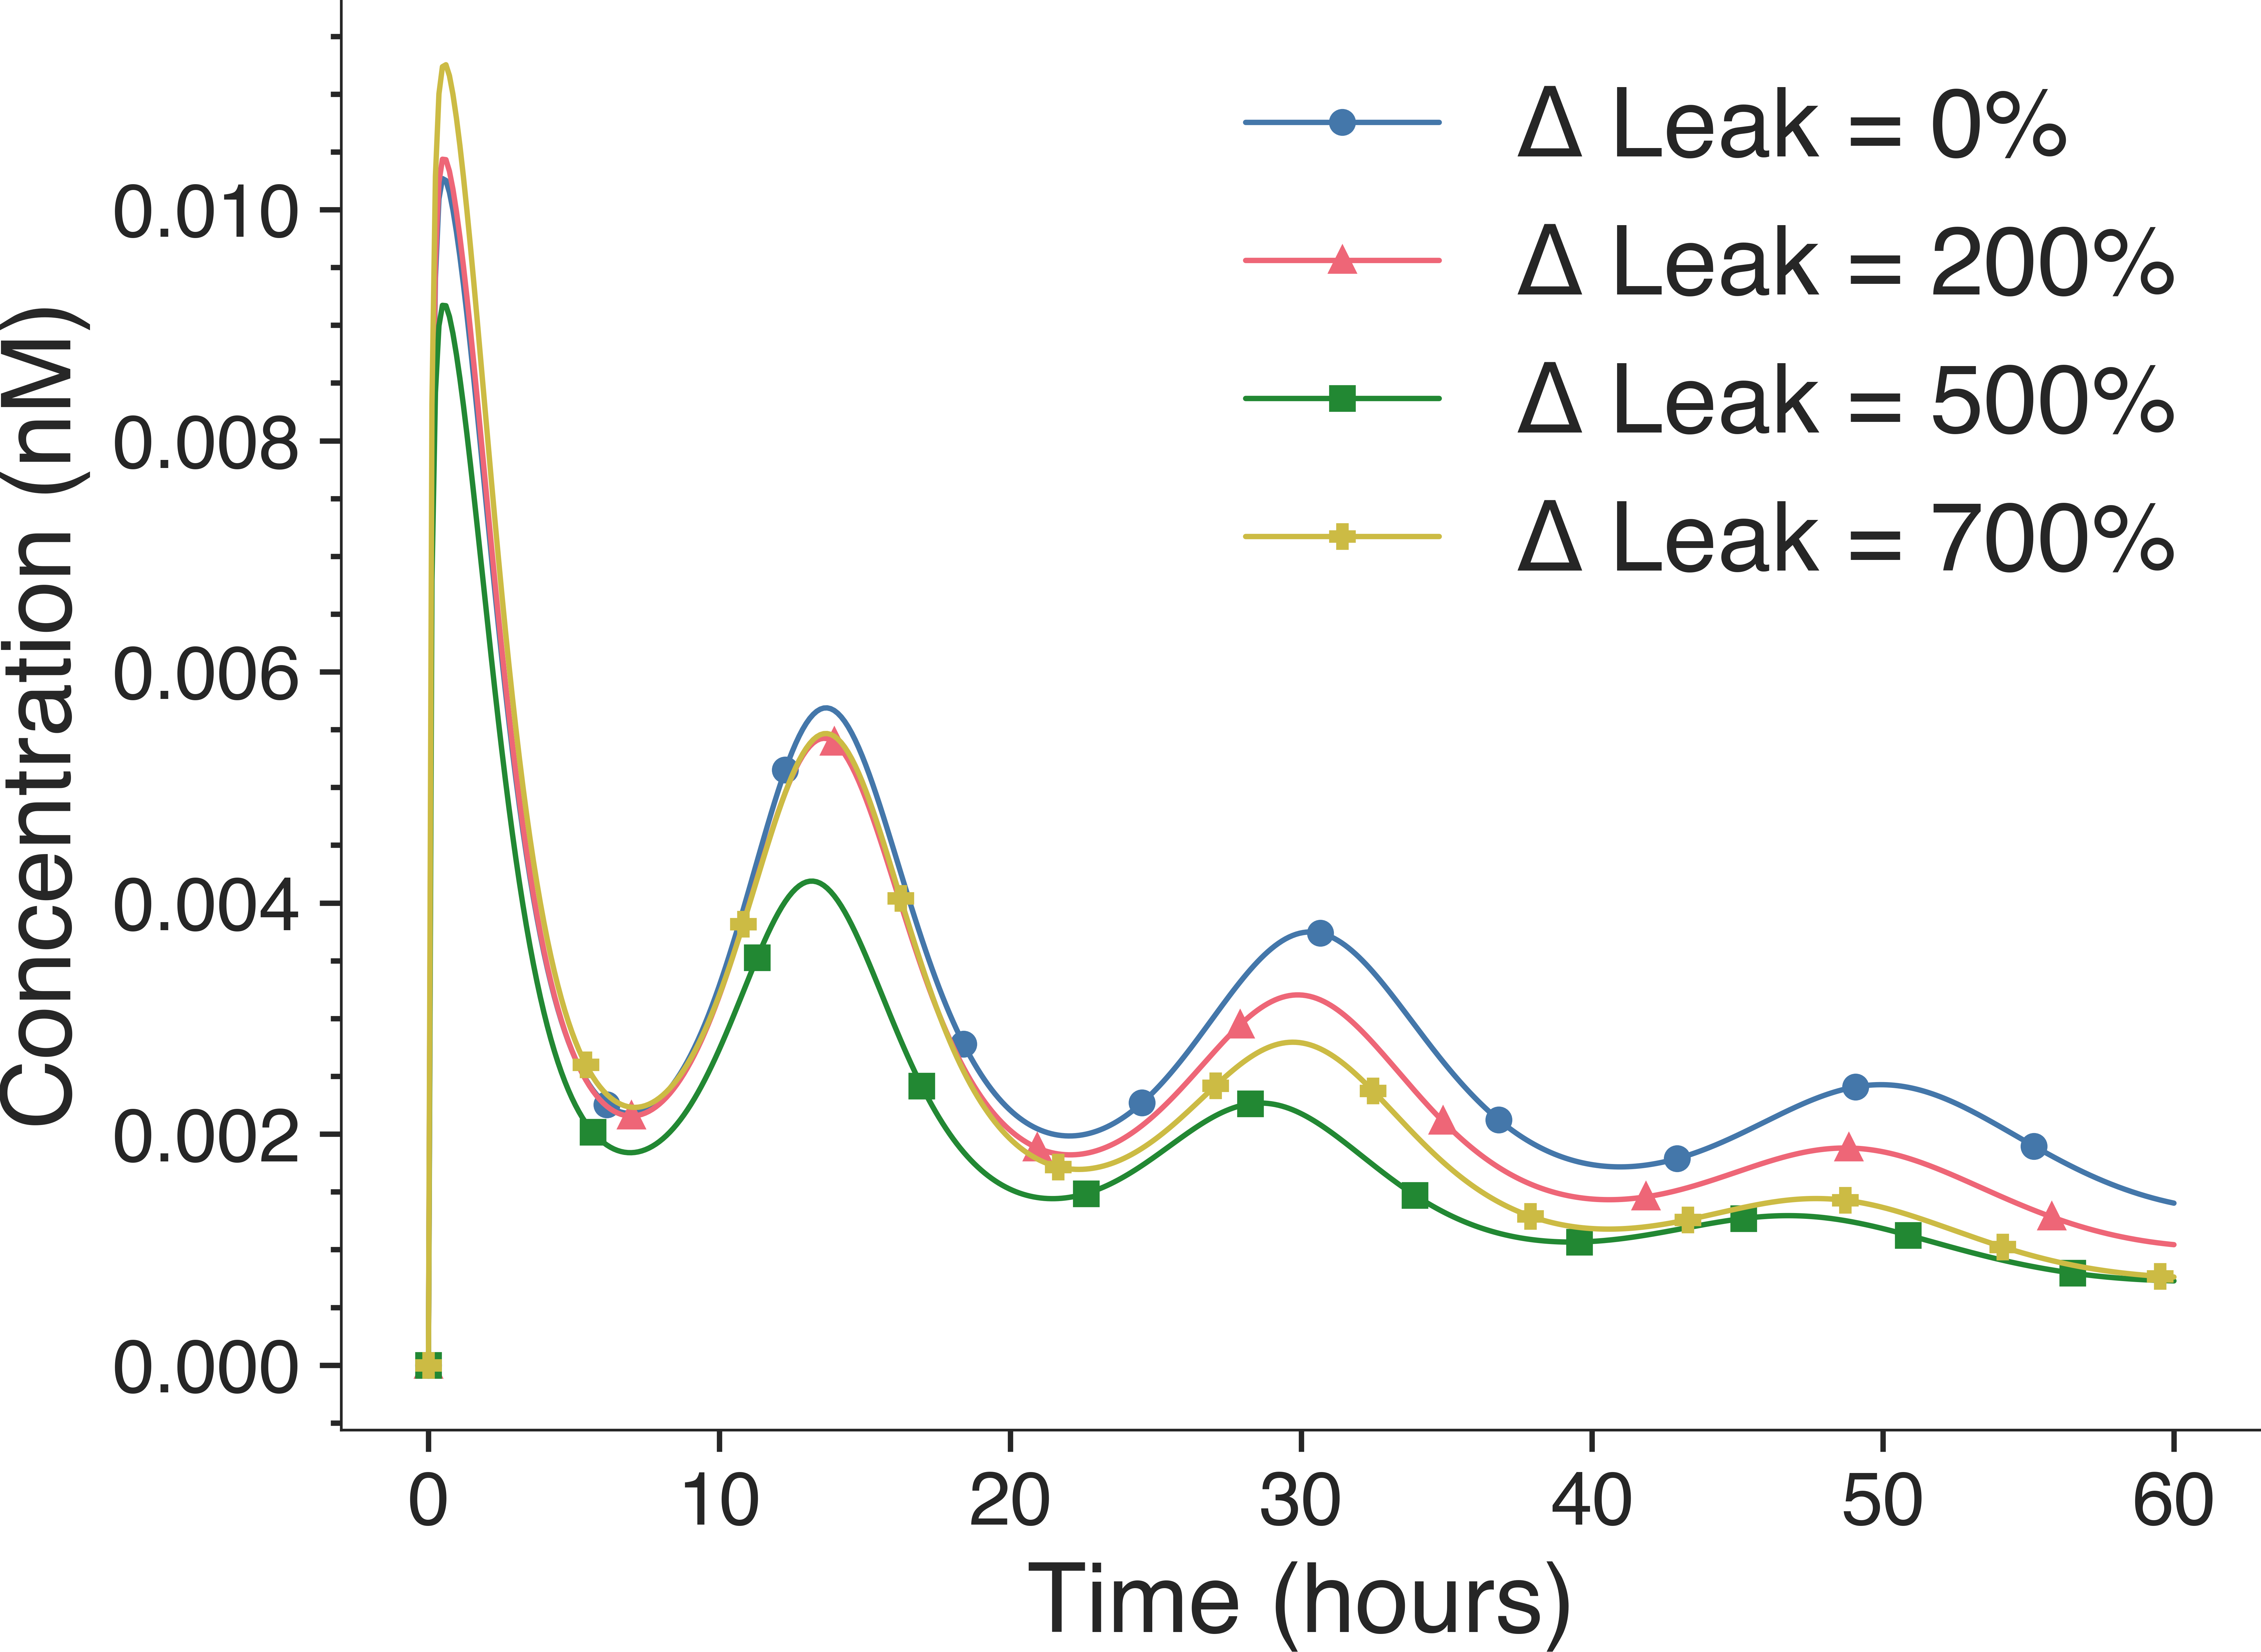 Δ Leak = 0%
Δ Leak = 200%
Δ Leak = 500%
Δ Leak = 700%
Concentration (nM)
0.010
0.008
0.006
0.004
0.002
0.000
0 10 20 30 40 50 60
Time (hours)